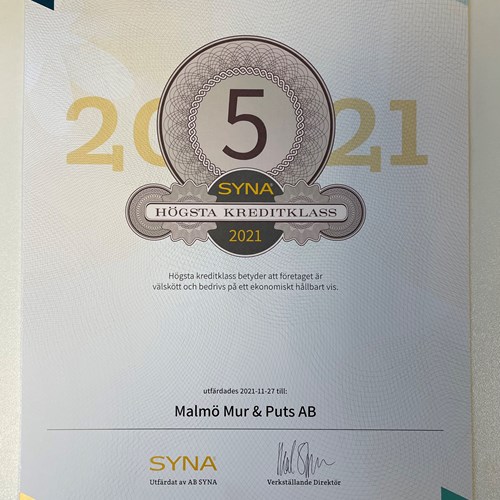 2021
5
SYNA
HÖGSTA KREDITKLASS
2021
Högsta kreditklass betyder att företaget är
välskött och bedrivs på ett ekonomiskt hållbart vis.
utfärdades 2021-11-27 till:
Malmö Mur & Puts AB
SYNA
Utfärdat av AB SYNA
Verkställande Direktör